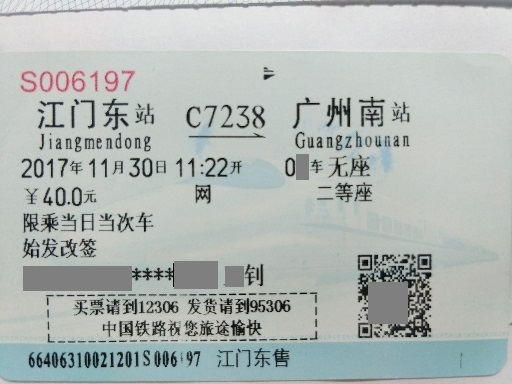 S006197
江门东站 C7238 广州南站
Jiangmendong Guangzhounan
2017年11月30日 11:22开 0车 无座
￥40.0元 网 二等座
限乘当日当次车
始发改签
****钊
买票请到12306 发货请到95306
中国铁路祝您旅途愉快
66406310021201S006197 江门东售